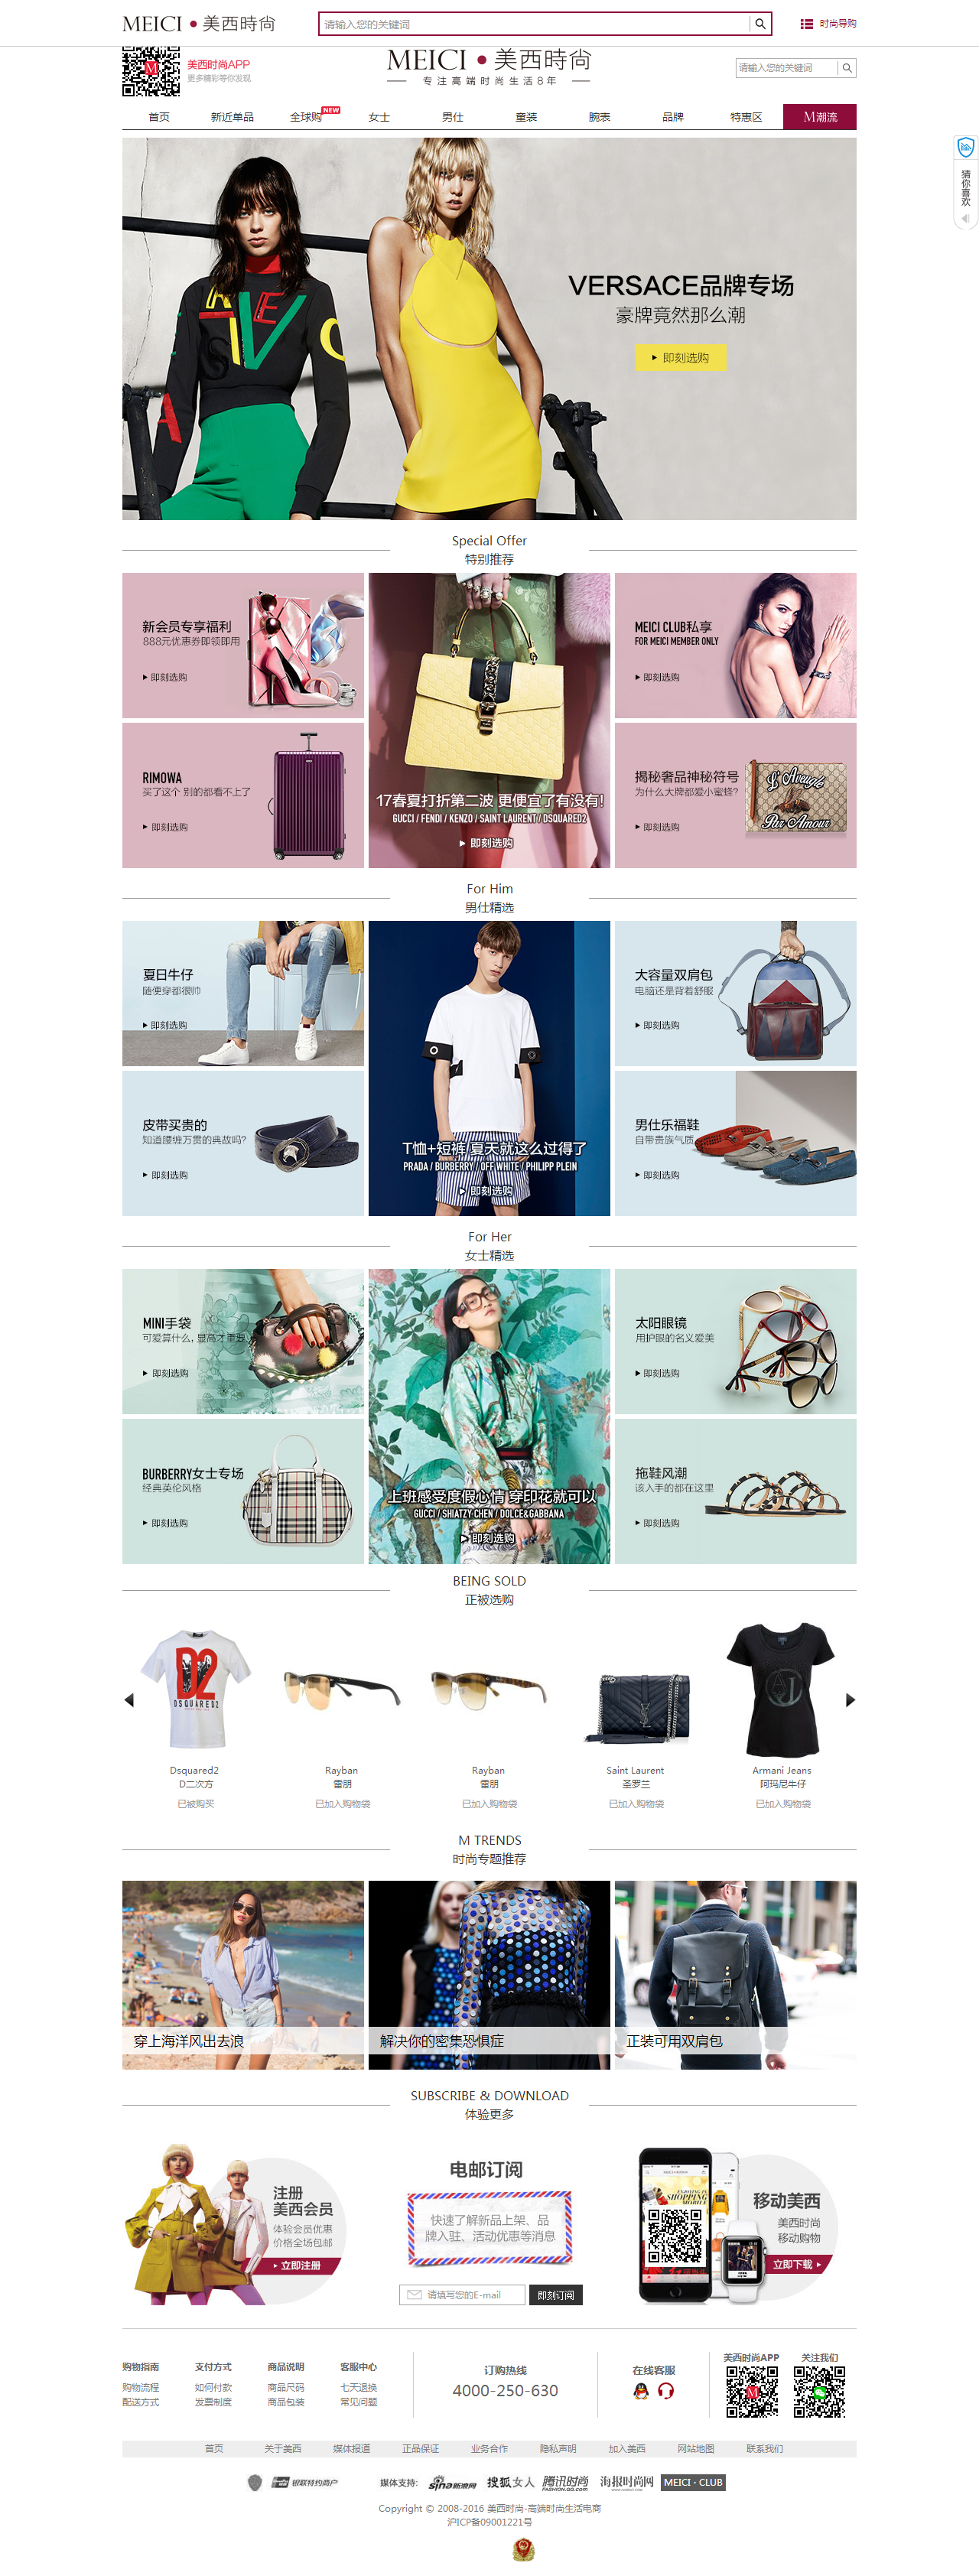 MEICI•美西時尚
请输入您的关键词
时尚导购
美西时尚APP
更多精彩等你发现
MEICI•美西時尚
专注高端时尚生活8年
请输入您的关键词
首页 新近单品 全球购 NEW 女士 男仕 童装 腕表 品牌 特惠区 M潮流
猜你喜欢
VERSACE品牌专场
豪牌竟然那么潮
即刻选购
Special Offer
特别推荐
新会员专享福利
888元优惠券即领即用
即刻选购
RIMOWA
买了这个 别的都看不上了
即刻选购
17春夏打折第二波 更便宜了有没有!
GUCCI / FENDI / KENZO / SAINT LAURENT / DSQUARED2
即刻选购
MEICI CLUB私享
FOR MEICI MEMBER ONLY
即刻选购
揭秘奢品神秘符号
为什么大牌都爱小蜜蜂?
即刻选购
L'Aveugle
Par Amour
For Him
男仕精选
夏日牛仔
随便穿都很帅
即刻选购
皮带买贵的
知道腰缠万贯的典故吗?
即刻选购
T恤+短裤 夏天就这么过得了
PRADA / BURBERRY / OFF WHITE / PHILIPP PLEIN
即刻选购
大容量双肩包
电脑还是背着舒服
即刻选购
男仕乐福鞋
自带贵族气质
即刻选购
For Her
女士精选
MINI手袋
可爱算什么, 显高才重要
即刻选购
BURBERRY女士专场
经典英伦风格
即刻选购
上班感受度假心情 穿印花就可以
GUCCI / SHIATZY CHEN / DOLCE&GABBANA
即刻选购
太阳眼镜
用护眼的名义爱美
即刻选购
拖鞋风潮
该入手的都在这里
即刻选购
BEING SOLD
正被选购
D2
DSQUARED2
Dsquared2
D二次方
已被购买
Rayban
雷朋
已加入购物袋
Rayban
雷朋
已加入购物袋
Saint Laurent
圣罗兰
已加入购物袋
Armani Jeans
阿玛尼牛仔
已加入购物袋
M TRENDS
时尚专题推荐
穿上海洋风出去浪
解决你的密集恐惧症
正装可用双肩包
SUBSCRIBE & DOWNLOAD
体验更多
注册
美西会员
体验会员优惠
价格全场包邮
立即注册
电邮订阅
快速了解新品上架、品
牌入驻、活动优惠等消息
请填写您的E-mail
即刻订阅
移动美西
美西时尚
移动购物
立即下载
购物指南 支付方式 商品说明 客服中心
购物流程 如何付款 商品尺码 七天退换
配送方式 发票制度 商品包装 常见问题
订购热线
4000-250-630
在线客服
美西时尚APP 关注我们
首页 关于美西 媒体报道 正品保证 业务合作 隐私声明 加入美西 网站地图 联系我们
银联特约商户 媒体支持: sina新浪网 搜狐女人 腾讯时尚 FASHION.QQ.COM 海报时尚网 MEICI · CLUB
Copyright © 2008-2016 美西时尚-高端时尚生活电商
沪ICP备09001221号